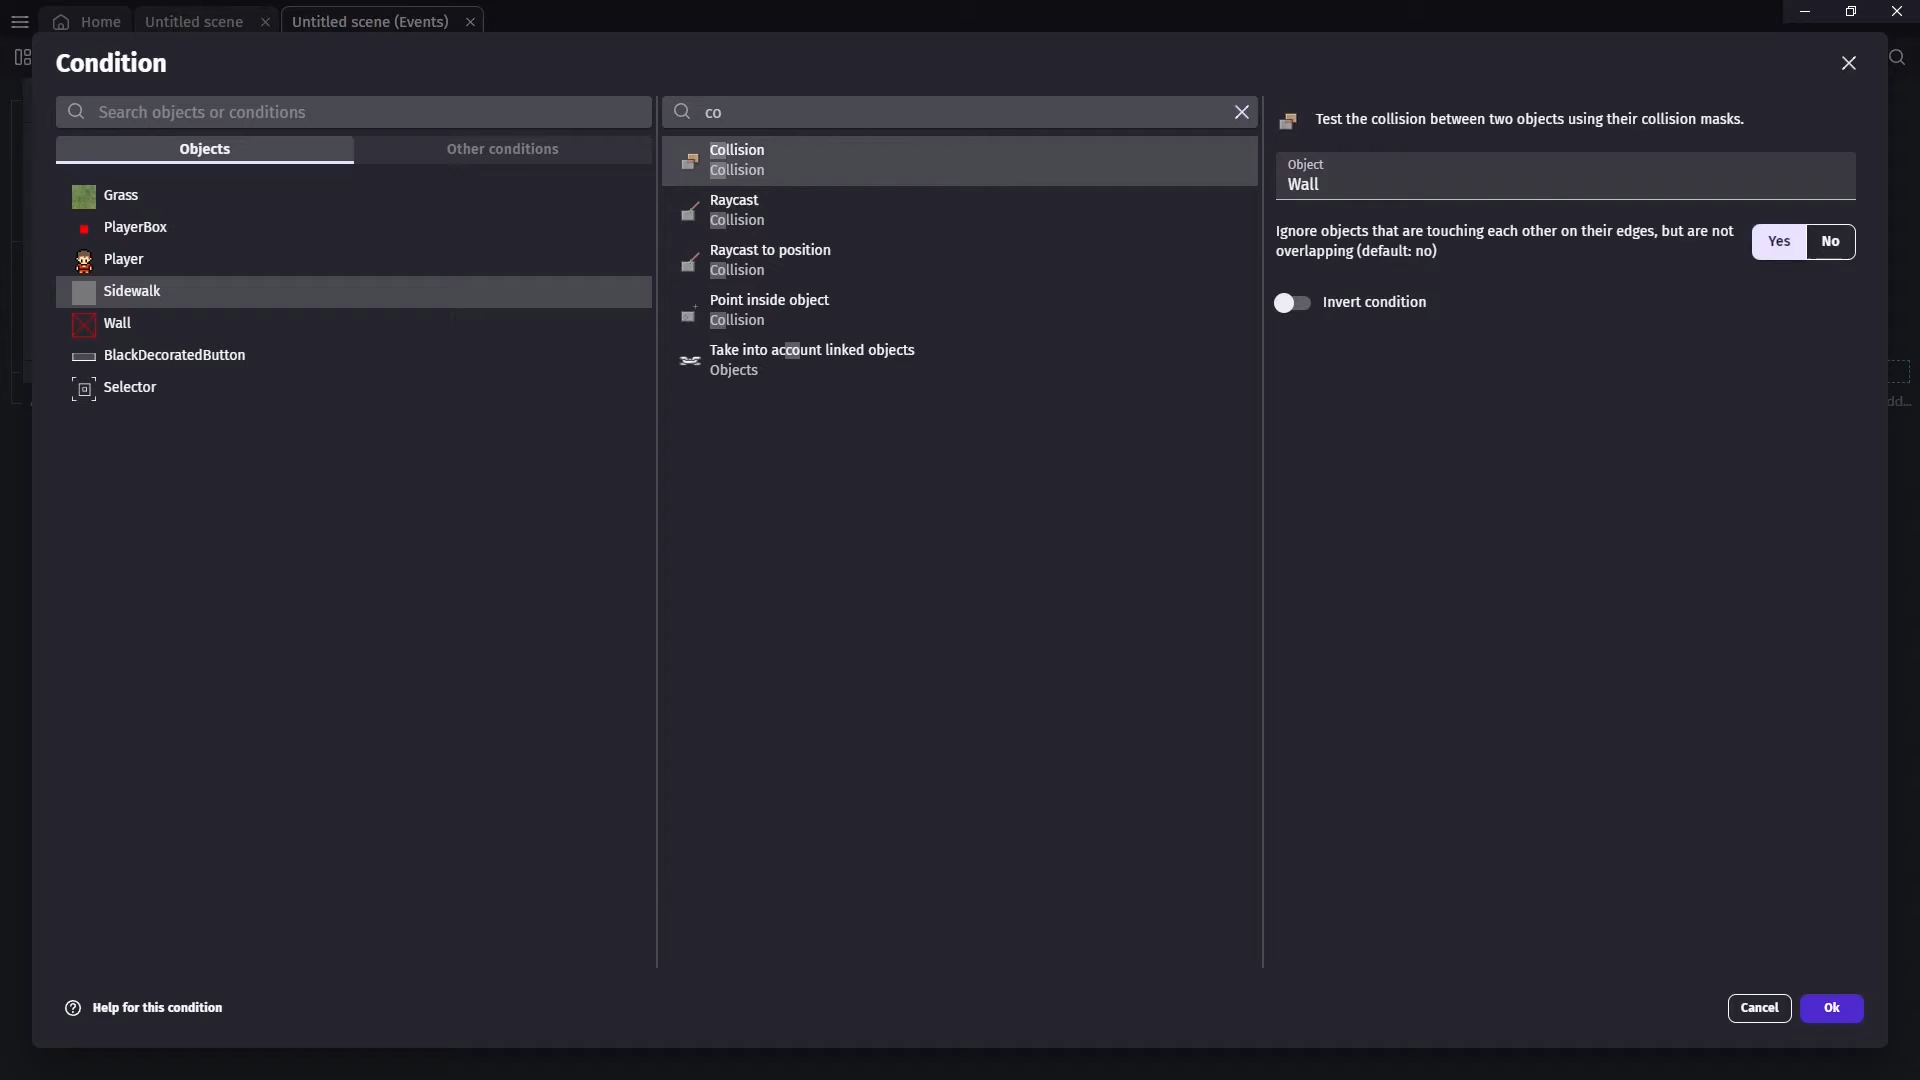 Home
Untitled scene
Untitled scene (Events)
Condition
Search objects or conditions
Objects
Other conditions
Grass
PlayerBox
Player
Sidewalk
Wall
BlackDecoratedButton
Selector
co
Collision
Collision
Raycast
Collision
Raycast to position
Collision
Point inside object
Collision
Take into account linked objects
Objects
Test the collision between two objects using their collision masks.
Object
Wall
Ignore objects that are touching each other on their edges, but are not
overlapping (default: no)
Yes
No
Invert condition
dd...
Help for this condition
Cancel
Ok